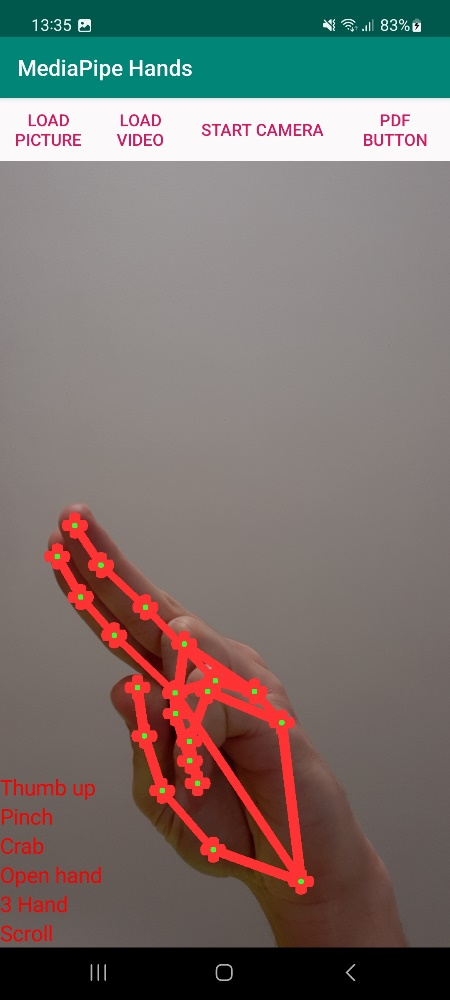 13:35 83%
MediaPipe Hands
LOAD PICTURE LOAD VIDEO START CAMERA PDF BUTTON
Thumb up
Pinch
Crab
Open hand
3 Hand
Scroll